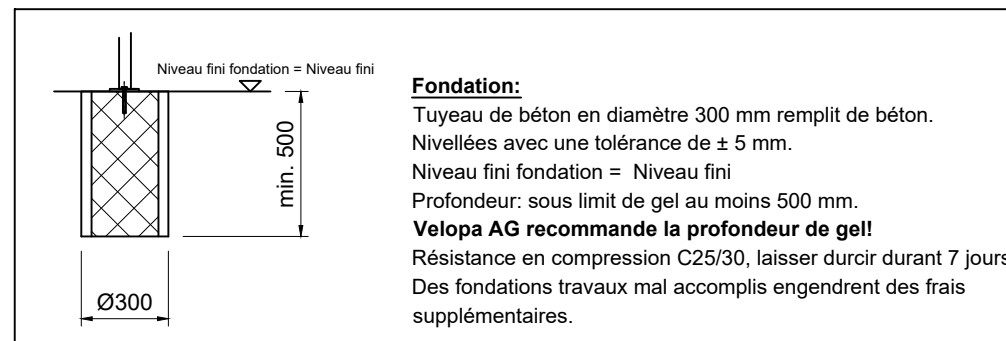 Niveau fini fondation = Niveau fini
min. 500
Ø300
Fondation:
Tuyeau de béton en diamètre 300 mm remplit de béton.
Nivellées avec une tolérance de ± 5 mm.
Niveau fini fondation = Niveau fini
Profondeur: sous limit de gel au moins 500 mm.
Velopa AG recommande la profondeur de gel!
Résistance en compression C25/30, laisser durcir durant 7 jours
Des fondations travaux mal accomplis engendrent des frais
supplémentaires.